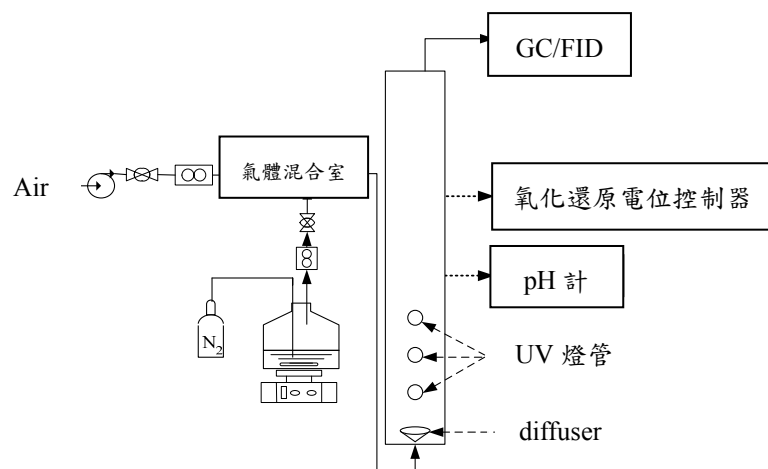 GC/FID
氣體混合室
Air
氧化還原電位控制器
pH 計
N2
UV 燈管
diffuser